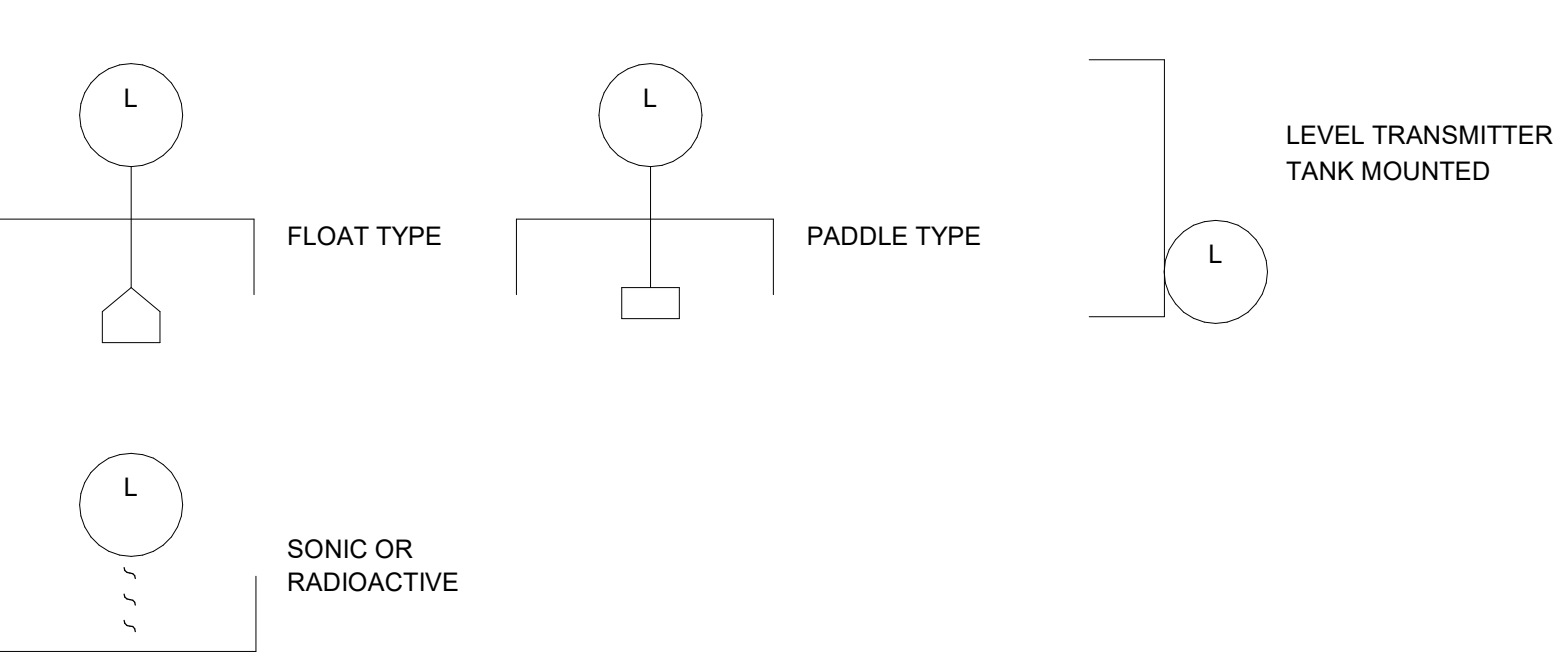 L
FLOAT TYPE
L
PADDLE TYPE
L
LEVEL TRANSMITTER
TANK MOUNTED
L
SONIC OR
RADIOACTIVE